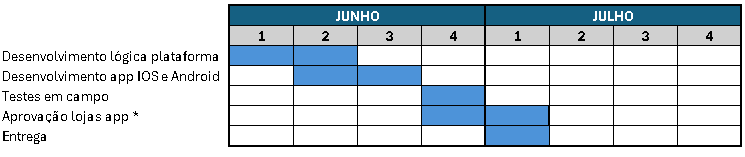 JUNHO JULHO
1 2 3 4 1 2 3 4
Desenvolvimento lógica plataforma
Desenvolvimento app IOS e Android
Testes em campo
Aprovação lojas app *
Entrega